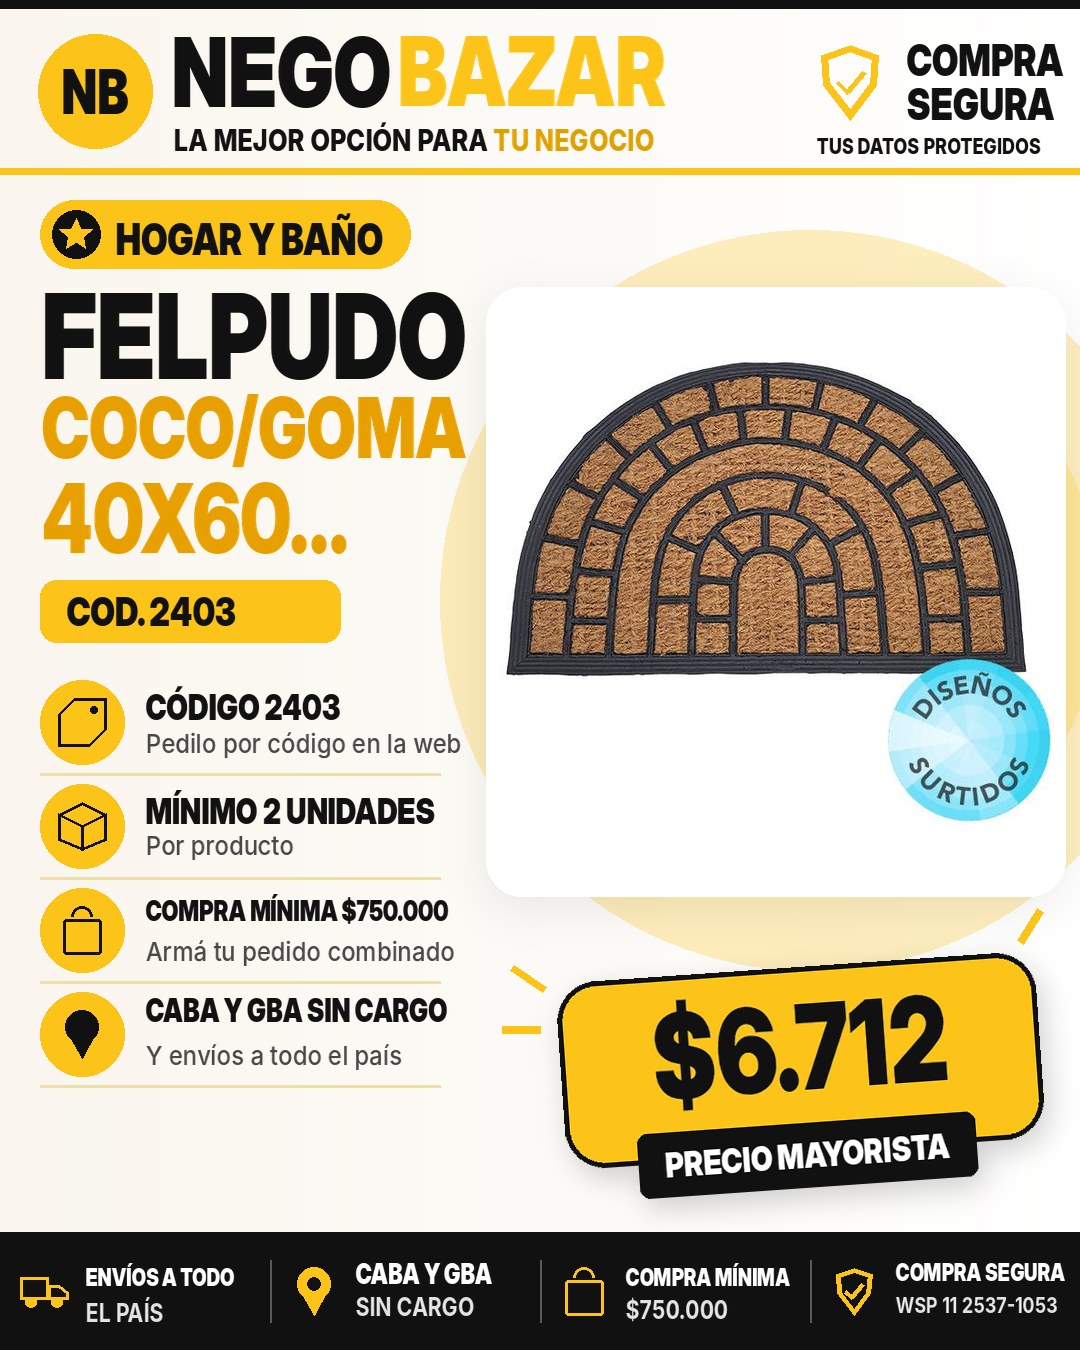 NB
NEGO BAZAR
LA MEJOR OPCIÓN PARA TU NEGOCIO
COMPRA
SEGURA
TUS DATOS PROTEGIDOS
HOGAR Y BAÑO
FELPUDO
COCO/GOMA
40X60...
COD. 2403
CÓDIGO 2403
Pedilo por código en la web
MÍNIMO 2 UNIDADES
Por producto
COMPRA MÍNIMA $750.000
Armá tu pedido combinado
CABA Y GBA SIN CARGO
Y envíos a todo el país
DISEÑOS
SURTIDOS
$6.712
PRECIO MAYORISTA
ENVÍOS A TODO
EL PAÍS
CABA Y GBA
SIN CARGO
COMPRA MÍNIMA
$750.000
COMPRA SEGURA
WSP 11 2537-1053